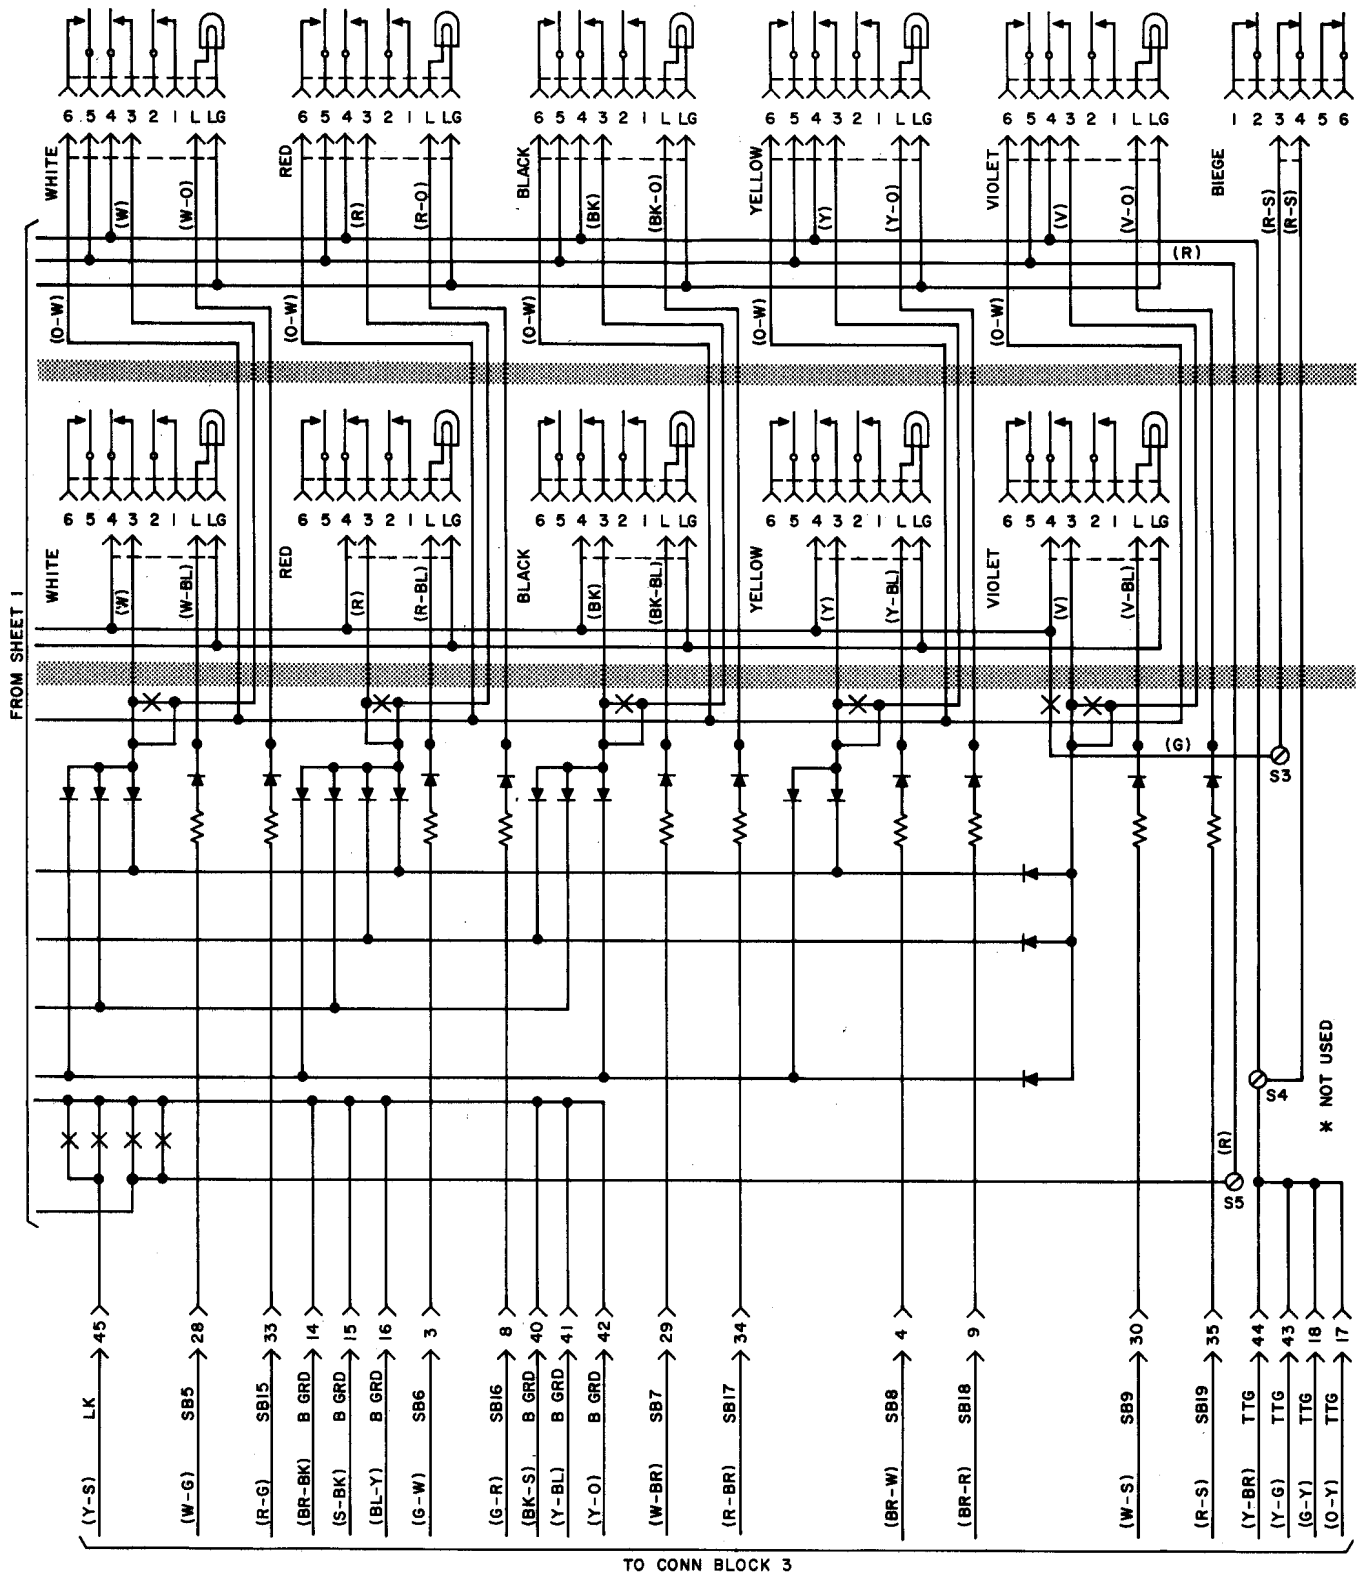 6 5 4 3 2 1 L LG
6 5 4 3 2 1 L LG
6 5 4 3 2 1 L LG
6 5 4 3 2 1 L LG
6 5 4 3 2 1 L LG
1 2 3 4 5 6
WHITE
(W)
(W-O)
RED
(R)
(R-O)
BLACK
(BK)
(BK-O)
YELLOW
(Y)
(Y-O)
VIOLET
(V)
(V-O)
BIEGE
(R-S)
(R-S)
(R)
(O-W)
(O-W)
(O-W)
(O-W)
(O-W)
6 5 4 3 2 1 L LG
6 5 4 3 2 1 L LG
6 5 4 3 2 1 L LG
6 5 4 3 2 1 L LG
6 5 4 3 2 1 L LG
WHITE
(W)
(W-BL)
RED
(R)
(R-BL)
BLACK
(BK)
(BK-BL)
YELLOW
(Y)
(Y-BL)
VIOLET
(V)
(V-BL)
FROM SHEET 1
(G)
S3
S4
* NOT USED
(R)
S5
(Y-S) LK 45
(W-G) SB5 28
(R-G) SB15 33
(BR-BK) B GRD 14
(S-BK) B GRD 15
(BL-Y) B GRD 16
(G-W) SB6 3
(G-R) SB16 8
(BK-S) B GRD 40
(Y-BL) B GRD 41
(Y-O) B GRD 42
(W-BR) SB7 29
(R-BR) SB17 34
(BR-W) SB8 4
(BR-R) SB18 9
(W-S) SB9 30
(R-S) SB19 35
(Y-BR) TTG 44
(Y-G) TTG 43
(G-Y) TTG 18
(O-Y) TTG 17
TO CONN BLOCK 3